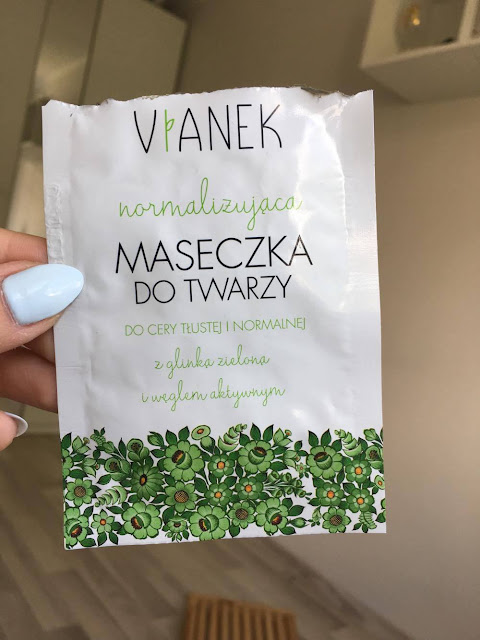 VIANEK
normalizująca
MASECZKA
DO TWARZY
DO CERY TŁUSTEJ I NORMALNEJ
z glinką zieloną
i węglem aktywnym